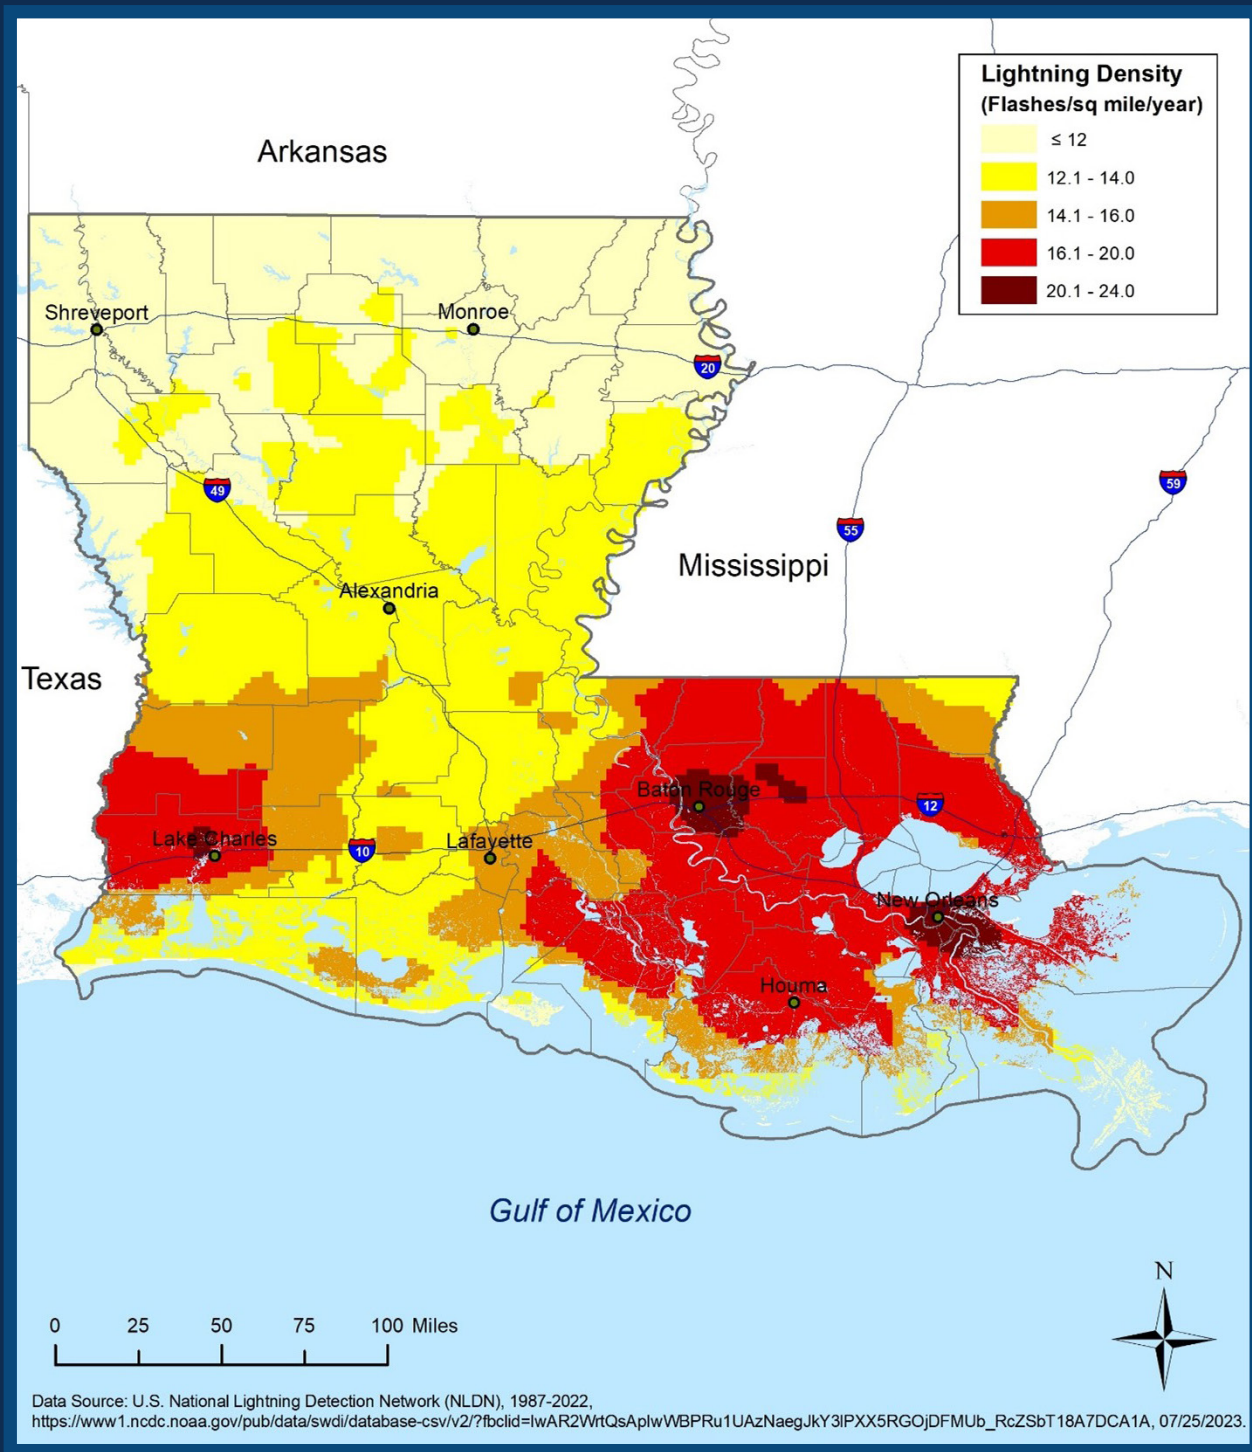 Lightning Density
(Flashes/sq mile/year)
≤ 12
12.1 - 14.0
14.1 - 16.0
16.1 - 20.0
20.1 - 24.0
Arkansas
Shreveport
Monroe
20
49
59
55
Mississippi
Alexandria
Texas
Baton Rouge
12
Lake Charles
10
Lafayette
New Orleans
Houma
Gulf of Mexico
N
0 25 50 75 100 Miles
Data Source: U.S. National Lightning Detection Network (NLDN), 1987-2022,
https://www1.ncdc.noaa.gov/pub/data/swdi/database-csv/v2/?fbclid=IwAR2WrtQsAplwWBPRu1UAzNaegJkY3lPXX5RGOjDFMUb_RcZSbT18A7DCA1A, 07/25/2023.